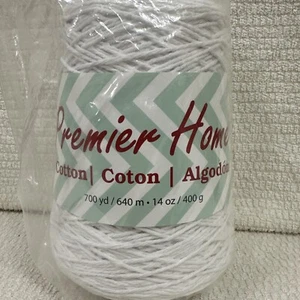 Premier Home
Cotton | Coton | Algodón
700 yd / 640 m • 14 oz / 400 g